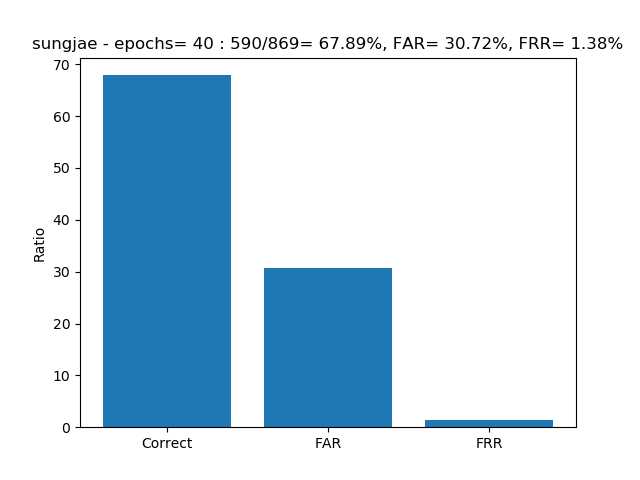 sungjae - epochs= 40 : 590/869= 67.89%, FAR= 30.72%, FRR= 1.38%
70
60
50
40
30
20
10
0
Ratio
Correct FAR FRR